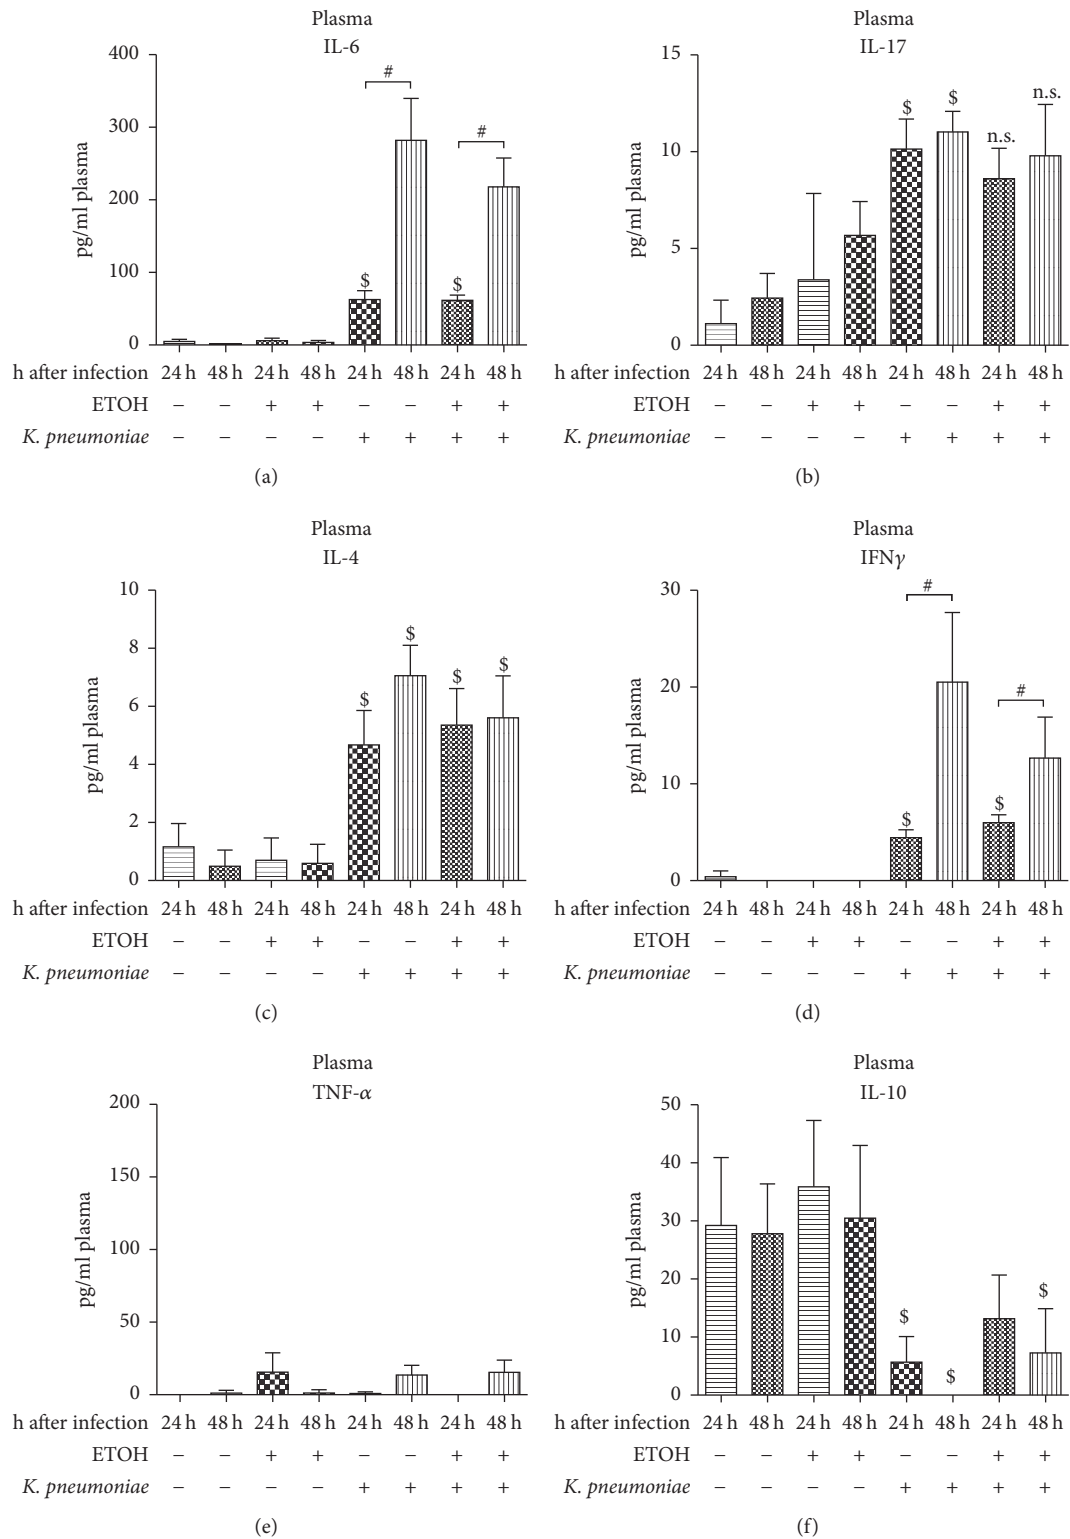 Plasma
IL-6
400
300
200
100
0
pg/ml plasma
#
#
$
$
h after infection 24 h 48 h 24 h 48 h 24 h 48 h 24 h 48 h
ETOH − − + + − − + +
K. pneumoniae − − − − + + + +
(a)
Plasma
IL-17
15
10
5
0
pg/ml plasma
$ $ n.s. n.s.
h after infection 24 h 48 h 24 h 48 h 24 h 48 h 24 h 48 h
ETOH − − + + − − + +
K. pneumoniae − − − − + + + +
(b)
Plasma
IL-4
10
8
6
4
2
0
pg/ml plasma
$ $ $ $
h after infection 24 h 48 h 24 h 48 h 24 h 48 h 24 h 48 h
ETOH − − + + − − + +
K. pneumoniae − − − − + + + +
(c)
Plasma
IFNγ
30
20
10
0
pg/ml plasma
#
#
$
$
h after infection 24 h 48 h 24 h 48 h 24 h 48 h 24 h 48 h
ETOH − − + + − − + +
K. pneumoniae − − − − + + + +
(d)
Plasma
TNF-α
200
150
100
50
0
pg/ml plasma
h after infection 24 h 48 h 24 h 48 h 24 h 48 h 24 h 48 h
ETOH − − + + − − + +
K. pneumoniae − − − − + + + +
(e)
Plasma
IL-10
50
40
30
20
10
0
pg/ml plasma
$ $ $
h after infection 24 h 48 h 24 h 48 h 24 h 48 h 24 h 48 h
ETOH − − + + − − + +
K. pneumoniae − − − − + + + +
(f)